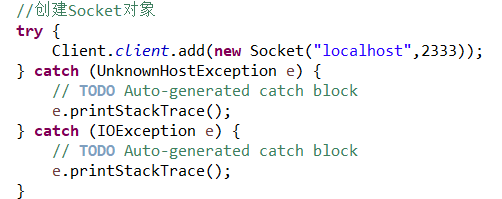 //创建Socket对象
try {
    Client.client.add(new Socket("localhost",2333));
} catch (UnknownHostException e) {
    // TODO Auto-generated catch block
    e.printStackTrace();
} catch (IOException e) {
    // TODO Auto-generated catch block
    e.printStackTrace();
}